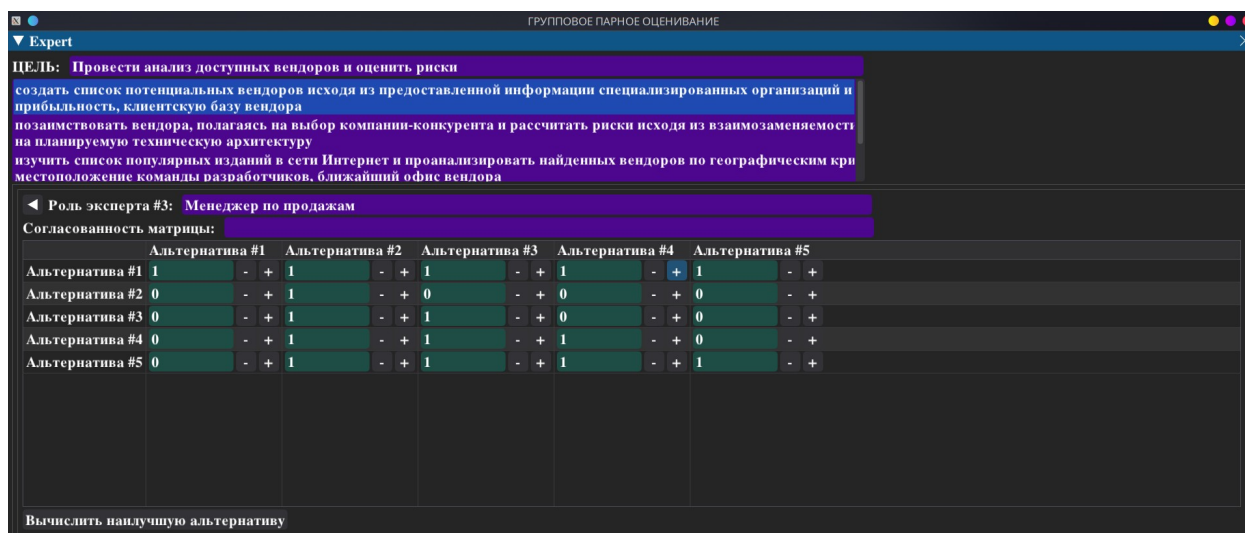 ГРУППОВОЕ ПАРНОЕ ОЦЕНИВАНИЕ
▼ Expert
ЦЕЛЬ: Провести анализ доступных вендоров и оценить риски
создать список потенциальных вендоров исходя из предоставленной информации специализированных организаций и
прибыльность, клиентскую базу вендора
позаимствовать вендора, полагаясь на выбор компании-конкурента и рассчитать риски исходя из взаимозаменяемости
на планируемую техническую архитектуру
изучить список популярных изданий в сети Интернет и проанализировать найденных вендоров по географическим кри
местоположение команды разработчиков, ближайший офис вендора
◀ Роль эксперта #3: Менеджер по продажам
Согласованность матрицы:
Альтернатива #1 Альтернатива #2 Альтернатива #3 Альтернатива #4 Альтернатива #5
Альтернатива #1 1 - + 1 - + 1 - + 1 - + 1 - +
Альтернатива #2 0 - + 1 - + 0 - + 0 - + 0 - +
Альтернатива #3 0 - + 1 - + 1 - + 0 - + 0 - +
Альтернатива #4 0 - + 1 - + 1 - + 1 - + 0 - +
Альтернатива #5 0 - + 1 - + 1 - + 1 - + 1 - +
Вычислить наилучшую альтернативу